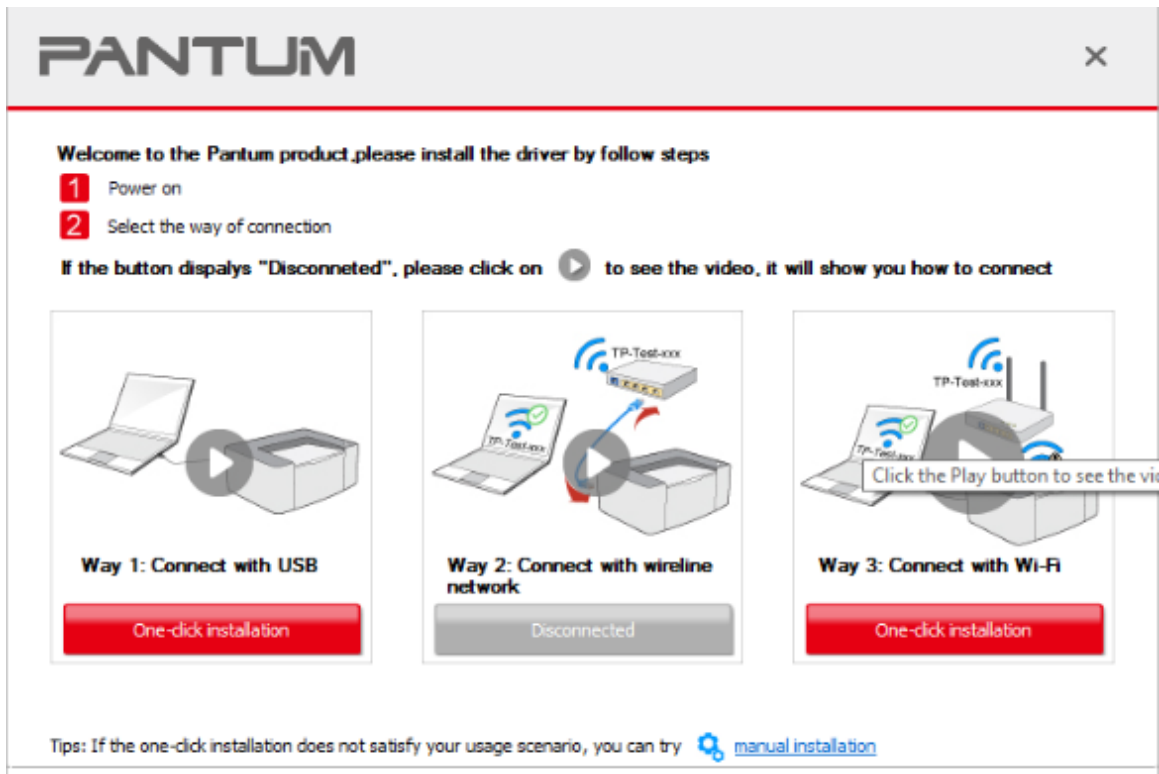 PANTUM
Welcome to the Pantum product,please install the driver by follow steps
1 Power on
2 Select the way of connection
If the button dispalys "Disconneted", please click on to see the video, it will show you how to connect
TP-Test-xxx
TP-Test-xxx
TP-Test-xxx
TP-Test-xxx
Click the Play button to see the
Way 1: Connect with USB
Way 2: Connect with wireline
network
Way 3: Connect with Wi-Fi
One-click installation
Disconnected
One-click installation
Tips: If the one-click installation does not satisfy your usage scenario, you can try manual installation